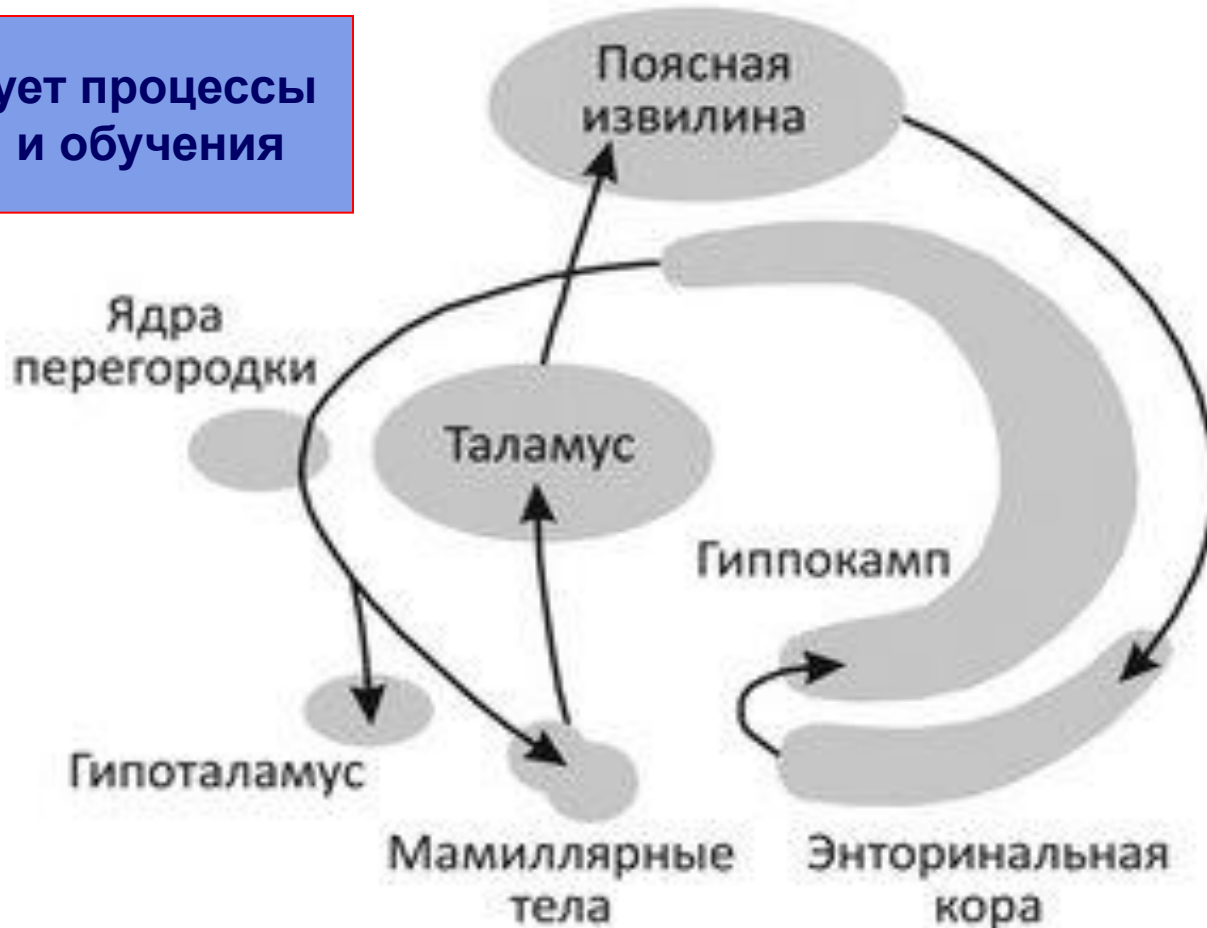 ует процессы
и обучения
Поясная
извилина
Ядра
перегородки
Таламус
Гиппокамп
Гипоталамус
Мамиллярные
тела
Энторинальная
кора